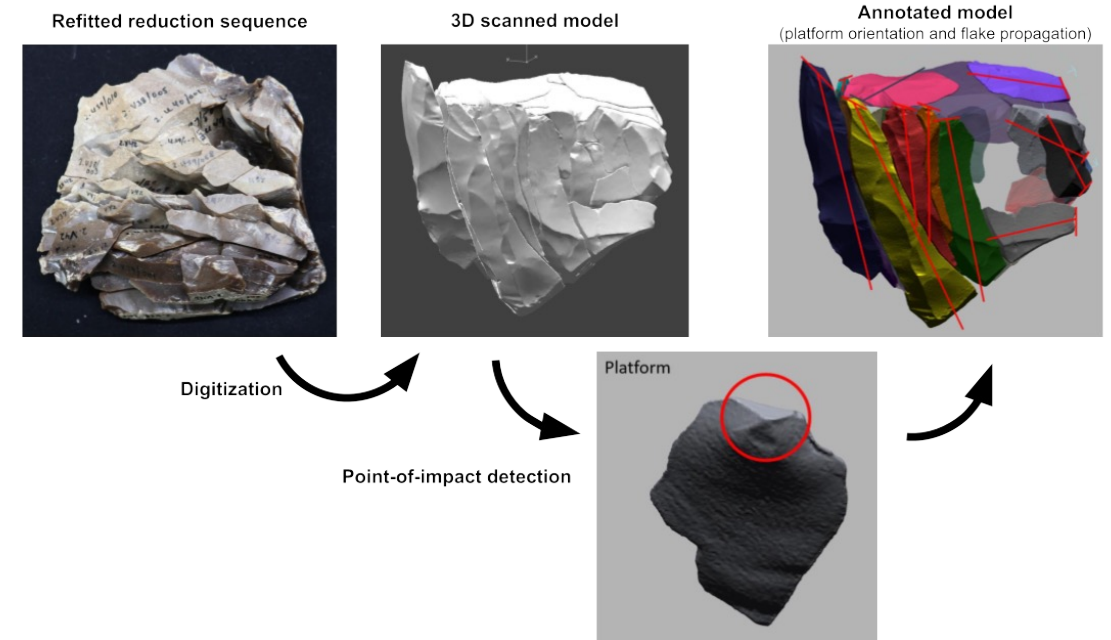 Refitted reduction sequence
3D scanned model
Annotated model
(platform orientation and flake propagation)
Digitization
Platform
Point-of-impact detection